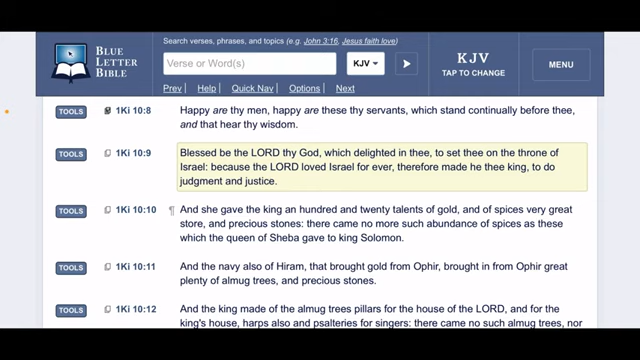 BLUE
LETTER
BIBLE
Search verses, phrases, and topics (e.g. John 3:16, Jesus faith love)
Verse or Word(s)
KJV
Prev | Help | Quick Nav | Options | Next
KJV
TAP TO CHANGE
MENU
TOOLS 1Ki 10:8 Happy are thy men, happy are these thy servants, which stand continually before thee,
and that hear thy wisdom.
TOOLS 1Ki 10:9 Blessed be the LORD thy God, which delighted in thee, to set thee on the throne of
Israel: because the LORD loved Israel for ever, therefore made he thee king, to do
judgment and justice.
TOOLS 1Ki 10:10 ¶ And she gave the king an hundred and twenty talents of gold, and of spices very great
store, and precious stones: there came no more such abundance of spices as these
which the queen of Sheba gave to king Solomon.
TOOLS 1Ki 10:11 And the navy also of Hiram, that brought gold from Ophir, brought in from Ophir great
plenty of almug trees, and precious stones.
TOOLS 1Ki 10:12 And the king made of the almug trees pillars for the house of the LORD, and for the
king's house, harps also and psalteries for singers: there came no such almug trees, nor